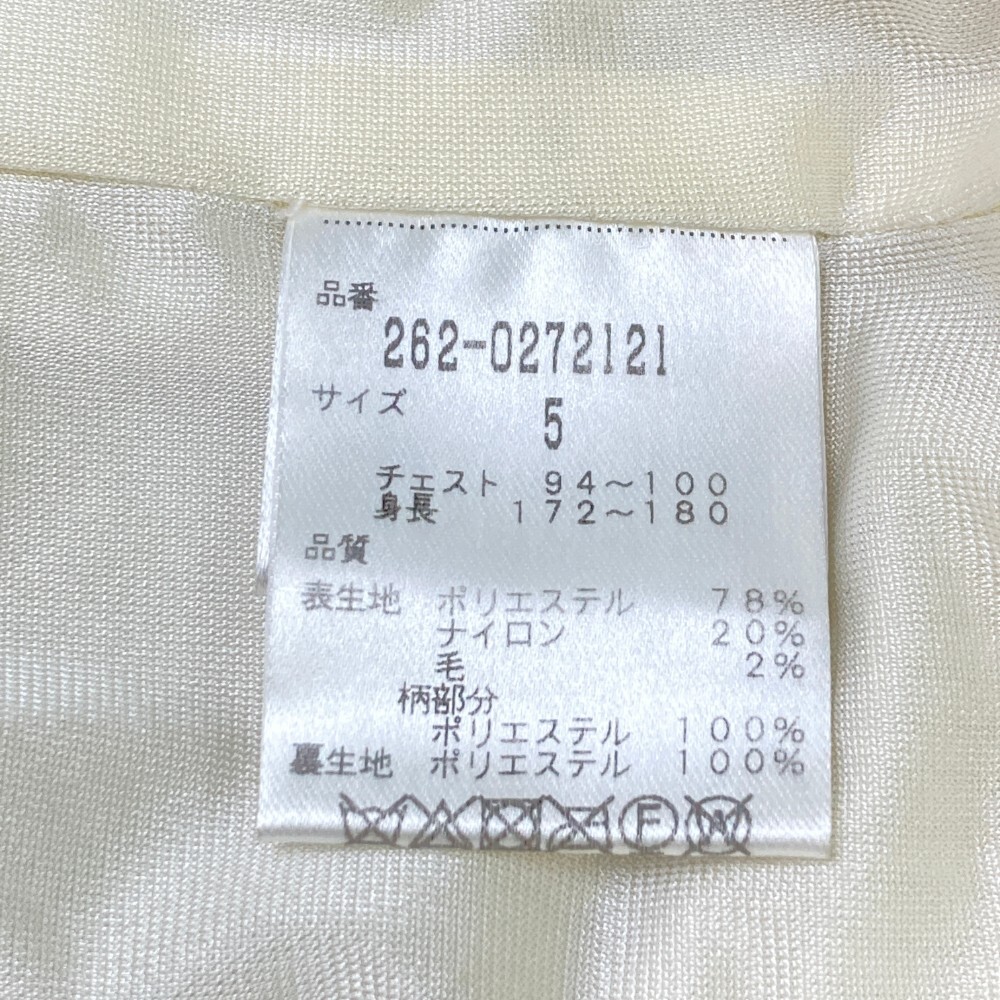 品番
262-0272121
サイズ 5
チェスト 94～100
身長 172～180
品質
表生地 ポリエステル 78%
ナイロン 20%
毛 2%
柄部分
ポリエステル 100%
裏生地 ポリエステル 100%
F W